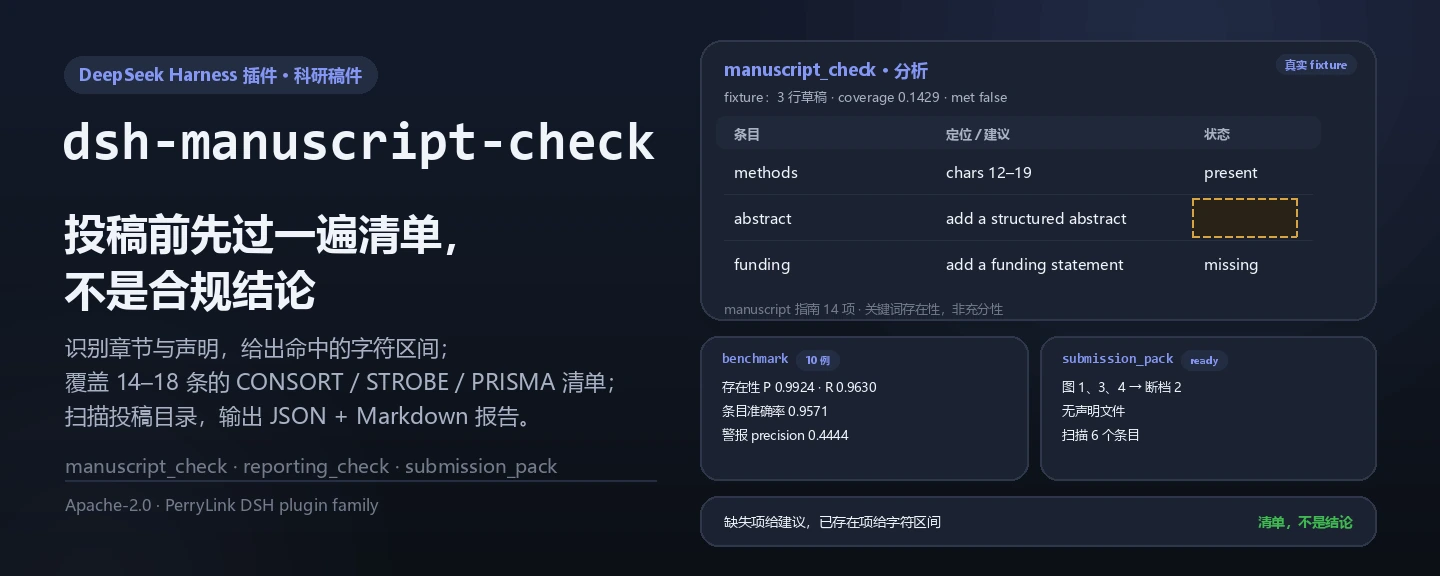 DeepSeek Harness 插件 • 科研稿件
dsh-manuscript-check
投稿前先过一遍清单，
不是合规结论
识别章节与声明，给出命中的字符区间；
覆盖 14–18 条的 CONSORT / STROBE / PRISMA 清单；
扫描投稿目录，输出 JSON + Markdown 报告。
manuscript_check · reporting_check · submission_pack
Apache-2.0 · PerryLink DSH plugin family
manuscript_check • 分析
真实 fixture
fixture：3 行草稿 · coverage 0.1429 · met false
条目 定位 / 建议 状态
methods chars 12–19 present
abstract add a structured abstract
funding add a funding statement missing
manuscript 指南 14 项 · 关键词存在性，非充分性
benchmark 10 例
存在性 P 0.9924 · R 0.9630
条目准确率 0.9571
警报 precision 0.4444
submission_pack ready
图 1、3、4 → 断档 2
无声明文件
扫描 6 个条目
缺失项给建议，已存在项给字符区间
清单，不是结论